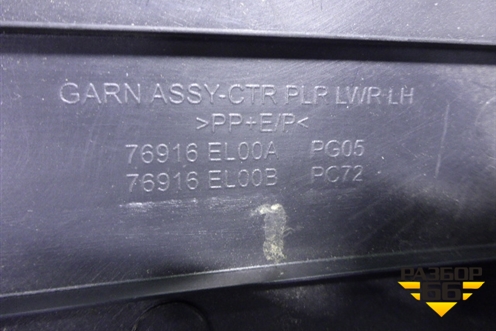 GARN ASSY-CTR PLR LWR LH
>PP+E/P<
76916 EL00A PG05
76916 EL00B PC72
РАЗБОР
66